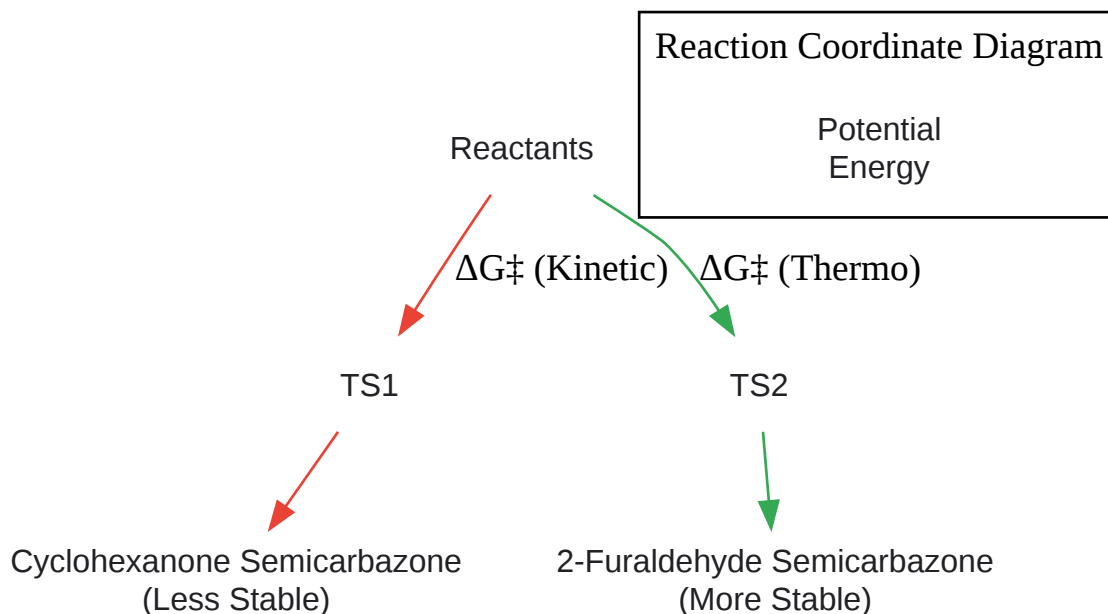 Reaction Coordinate Diagram
Potential
Energy
Reactants
ΔG‡ (Kinetic)
ΔG‡ (Thermo)
TS1
TS2
Cyclohexanone Semicarbazone
(Less Stable)
2-Furaldehyde Semicarbazone
(More Stable)